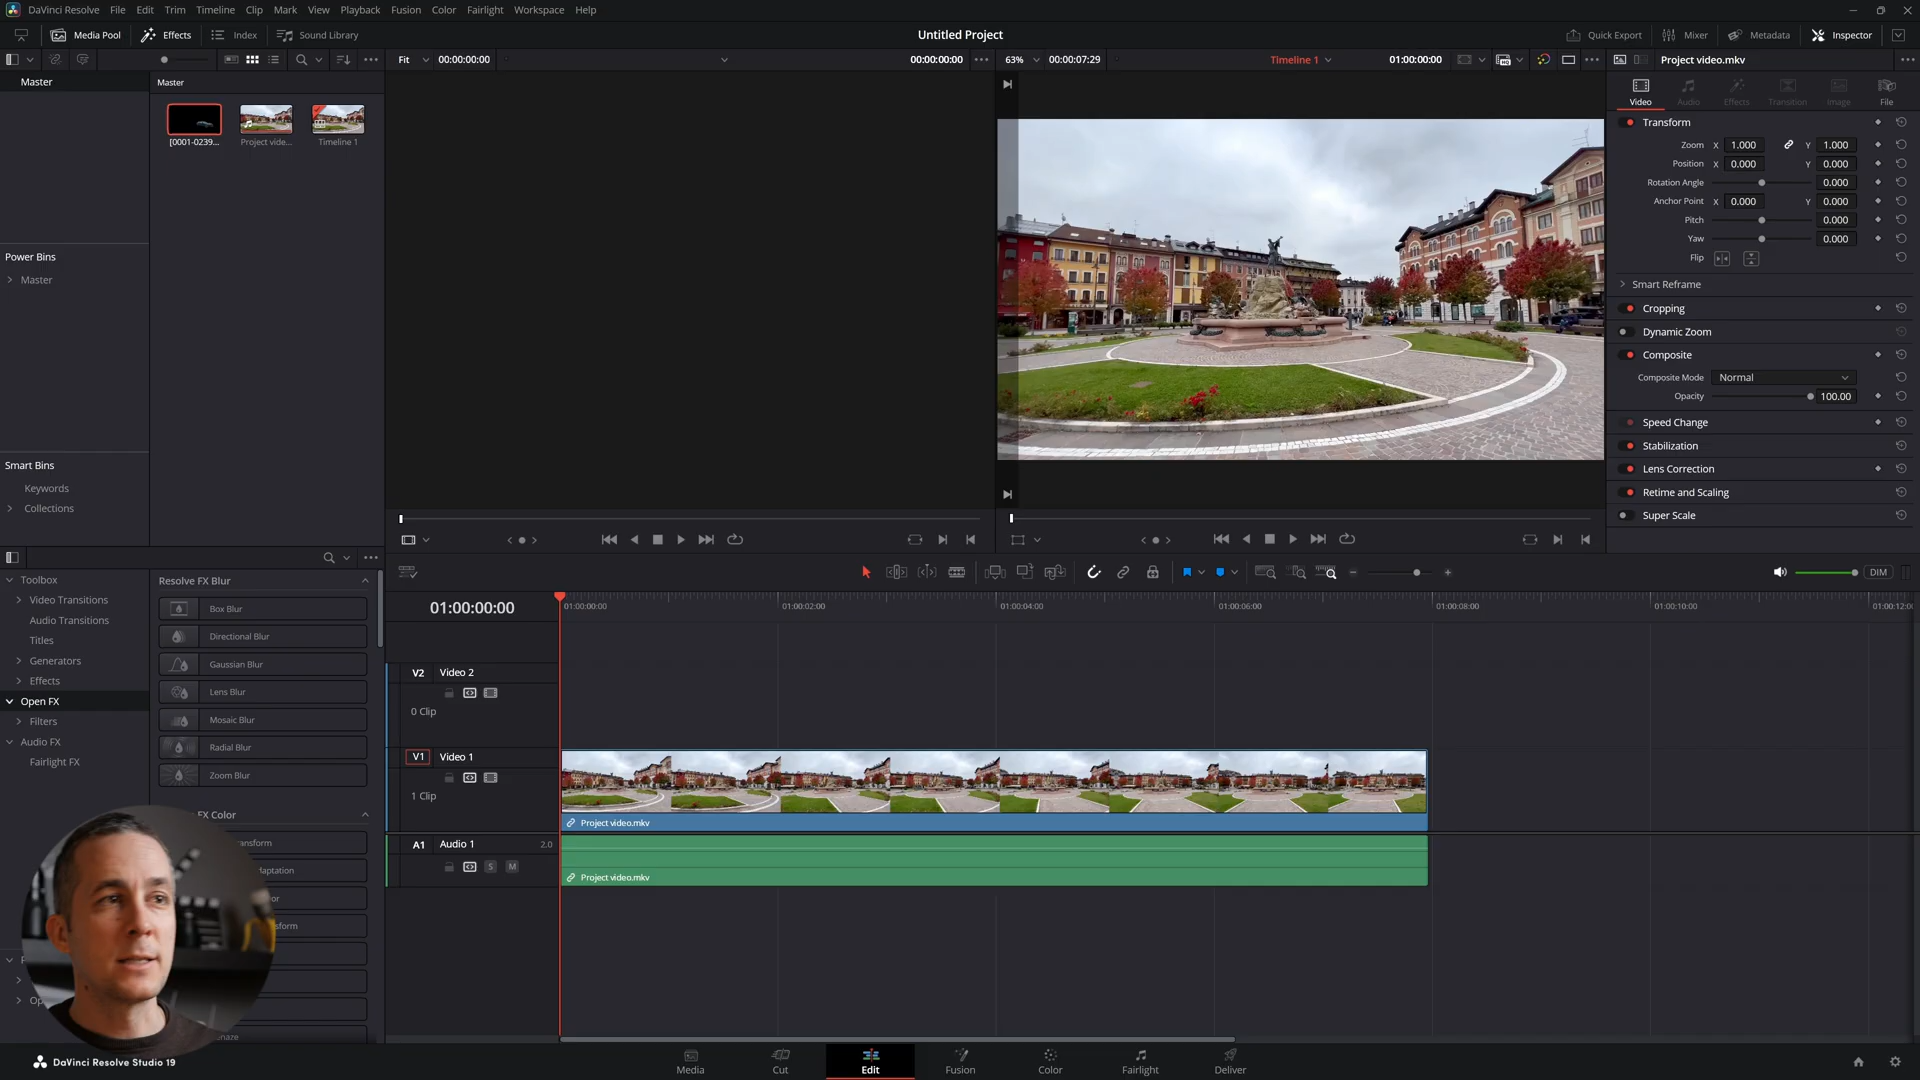 DaVinci Resolve File Edit Trim Timeline Clip Mark View Playback Fusion Color Fairlight Workspace Help
Media Pool Effects Index Sound Library Untitled Project Quick Export Mixer Metadata Inspector
Fit 00:00:00:00 00:00:00:00 63% 00:00:07:29 Timeline 1 01:00:00:00 Project video.mkv
Master Master
Video Audio Effects Transition Image File
[0001-0239... Project vide... Timeline 1
Transform
Zoom X 1.000 Y 1.000
Position X 0.000 Y 0.000
Rotation Angle 0.000
Anchor Point X 0.000 Y 0.000
Pitch 0.000
Yaw 0.000
Flip
Power Bins
Master
Smart Reframe
Cropping
Dynamic Zoom
Composite
Composite Mode Normal
Opacity 100.00
Speed Change
Stabilization
Lens Correction
Retime and Scaling
Super Scale
Smart Bins
Keywords
Collections
Toolbox
Video Transitions
Audio Transitions
Titles
Generators
Effects
Open FX
Filters
Audio FX
Fairlight FX
Resolve FX Blur
Box Blur
Directional Blur
Gaussian Blur
Lens Blur
Mosaic Blur
Radial Blur
Zoom Blur
FX Color
ansform
aptation
or
sform
Op
naze
DIM
01:00:00:00 01:00:00:00 01:00:02:00 01:00:04:00 01:00:06:00 01:00:08:00 01:00:10:00 01:00:12:0
V2 Video 2
0 Clip
V1 Video 1
1 Clip
Project video.mkv
A1 Audio 1 2.0
S M
Project video.mkv
DaVinci Resolve Studio 19
Media Cut Edit Fusion Color Fairlight Deliver